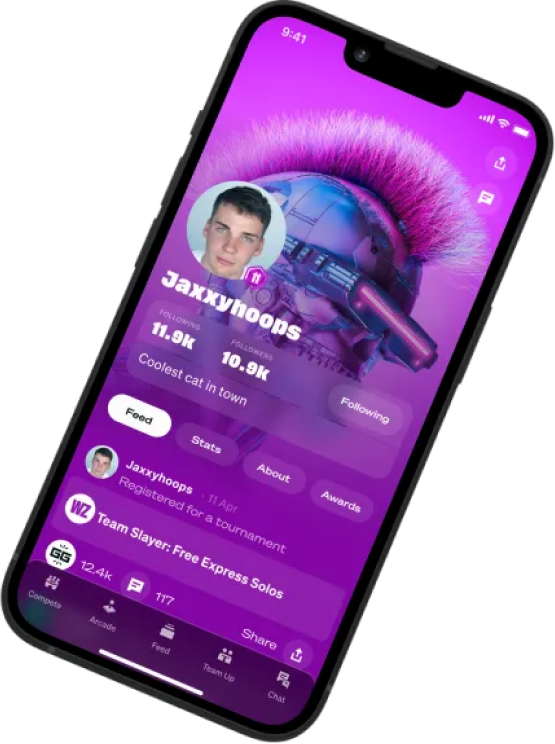 9:41
11
Jaxxyhoops
FOLLOWING
11.9K
FOLLOWERS
10.9K
Coolest cat in town
Following
Feed
Stats
About
Awards
Jaxxyhoops · 11 Apr
Registered for a tournament
WZ
Team Slayer: Free Express Solos
GG
12.4k
117
Share
Compete
Arcade
Feed
Team Up
Chat